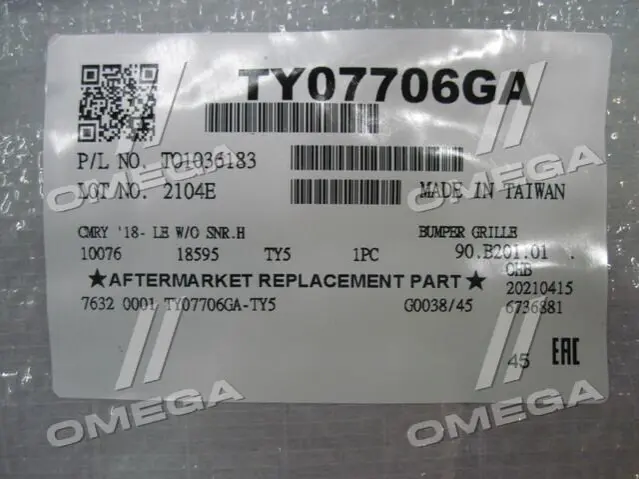 TY07706GA
P/L NO. TO1036183
LOT/NO. 2104E MADE IN TAIWAN
CMRY '18- LE W/O SNR.H BUMPER GRILLE
10076 18595 TY5 1PC 90.B201.01 .
★AFTERMARKET REPLACEMENT PART★ CHB
20210415
7632 0001 TY07706GA-TY5 G0038/45 6736881
45 EAC
OMEGA
OMEGA
OMEGA
OMEGA